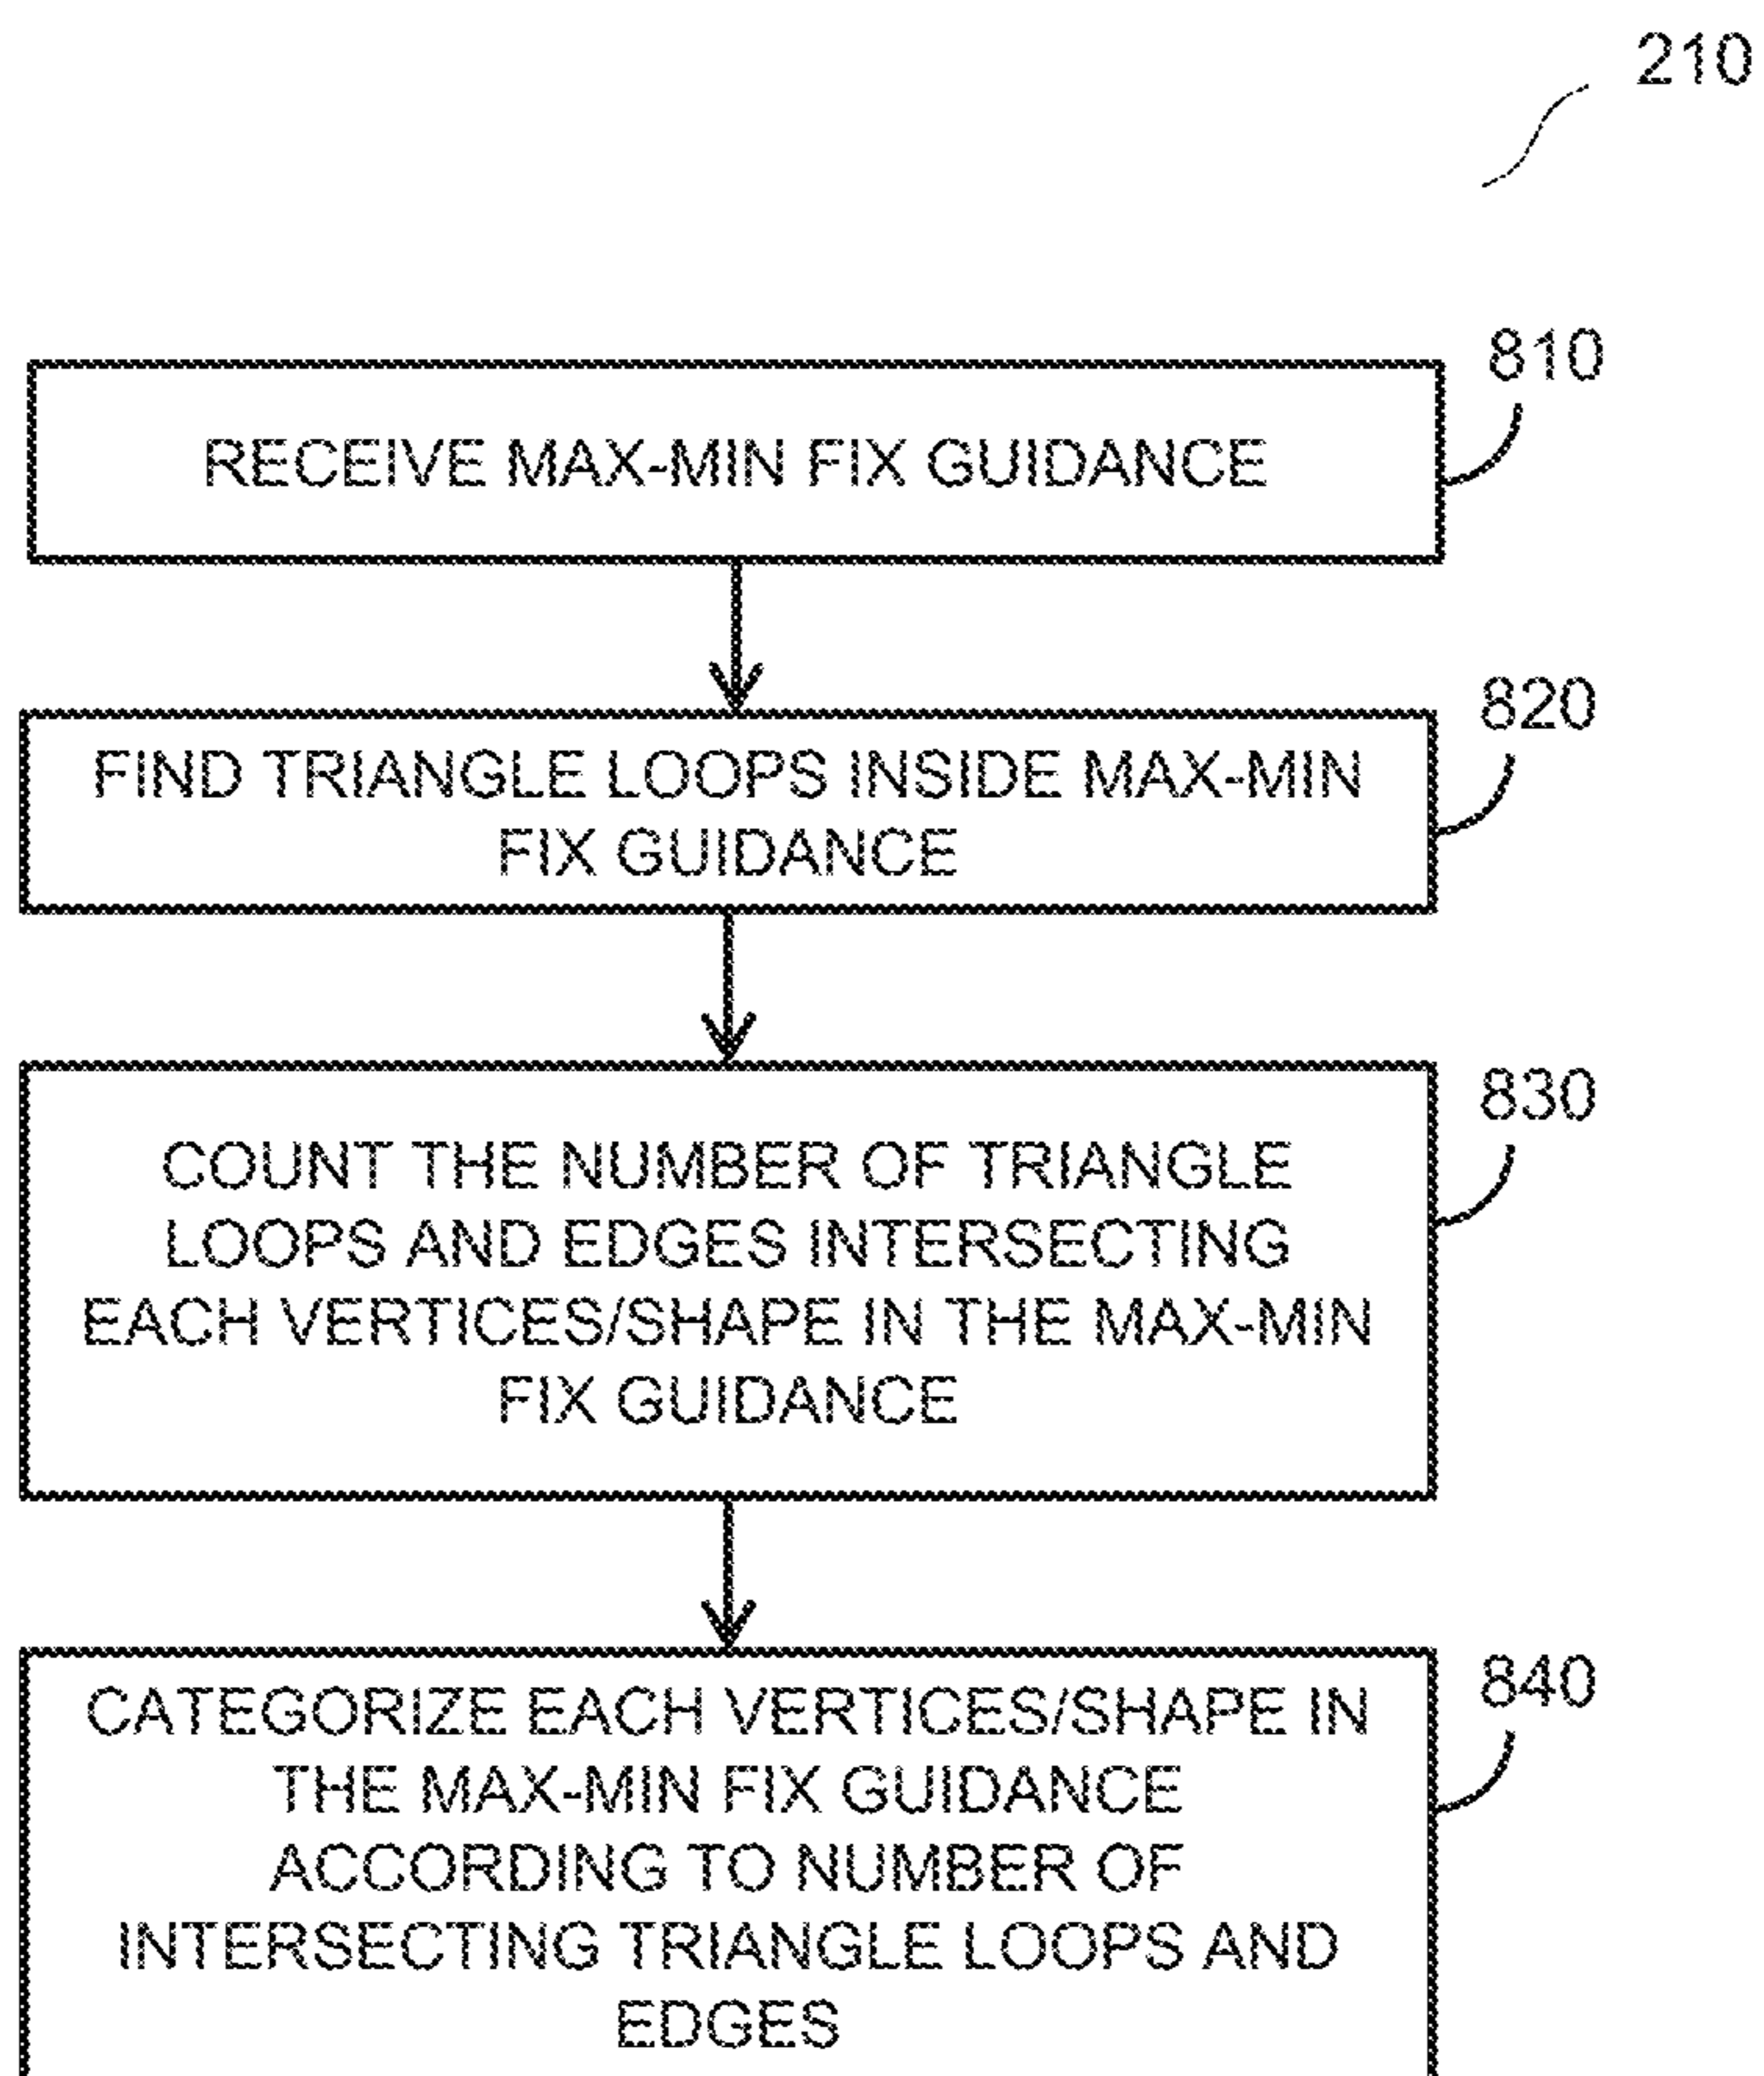 210
810
RECEIVE MAX-MIN FIX GUIDANCE
820
FIND TRIANGLE LOOPS INSIDE MAX-MIN
FIX GUIDANCE
830
COUNT THE NUMBER OF TRIANGLE
LOOPS AND EDGES INTERSECTING
EACH VERTICES/SHAPE IN THE MAX-MIN
FIX GUIDANCE
840
CATEGORIZE EACH VERTICES/SHAPE IN
THE MAX-MIN FIX GUIDANCE
ACCORDING TO NUMBER OF
INTERSECTING TRIANGLE LOOPS AND
EDGES